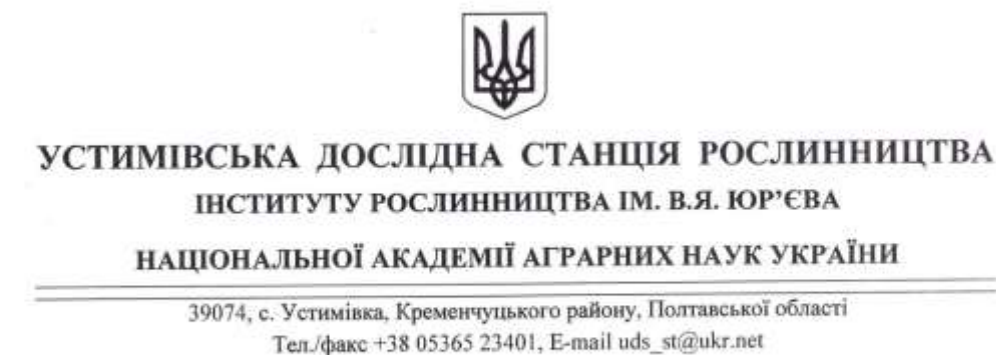 УСТИМІВСЬКА ДОСЛІДНА СТАНЦІЯ РОСЛИННИЦТВА
ІНСТИТУТУ РОСЛИННИЦТВА ІМ. В.Я. ЮР’ЄВА
НАЦІОНАЛЬНОЇ АКАДЕМІЇ АГРАРНИХ НАУК УКРАЇНИ
39074, с. Устимівка, Кременчуцького району, Полтавської області
Тел./факс +38 05365 23401, E-mail uds_st@ukr.net